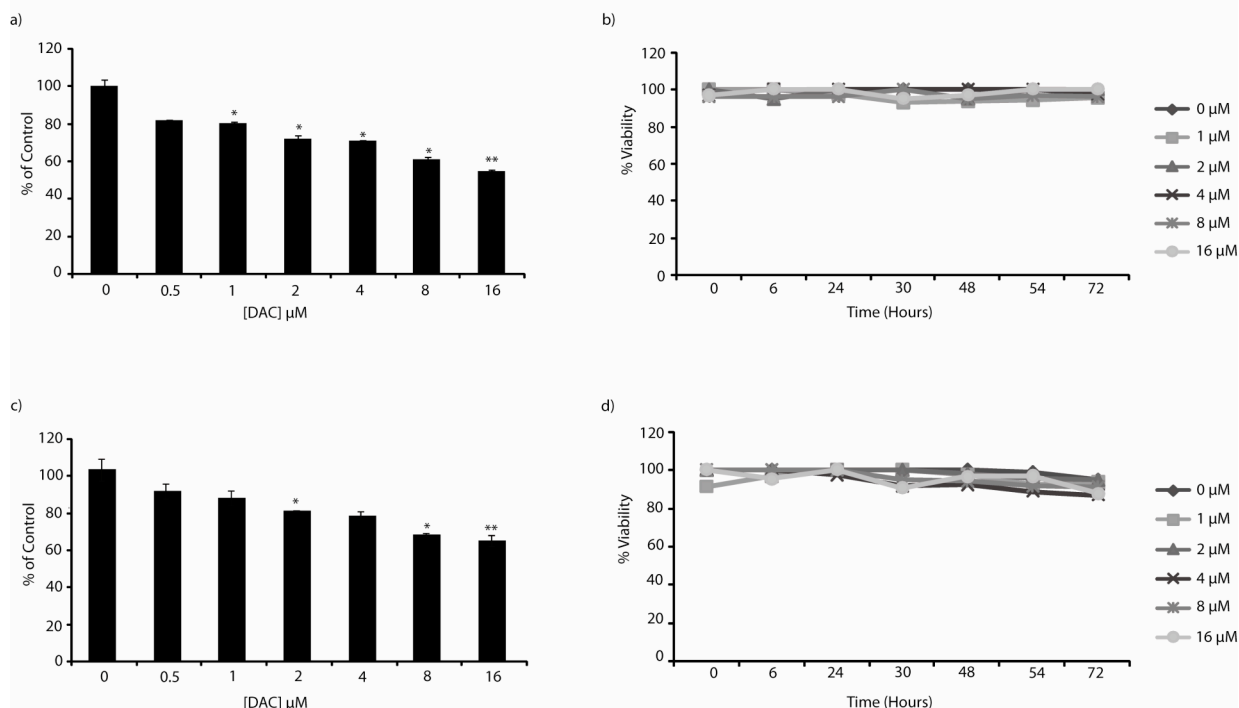 a)
120
100
80
60
40
20
0
% of Control
*
*
*
*
**
0 0.5 1 2 4 8 16
[DAC] µM
b)
120
100
80
60
40
20
0
% Viability
0 6 24 30 48 54 72
Time (Hours)
0 µM
1 µM
2 µM
4 µM
8 µM
16 µM
c)
120
100
80
60
40
20
0
% of Control
*
*
**
0 0.5 1 2 4 8 16
[DAC] µM
d)
120
100
80
60
40
20
0
% Viability
0 6 24 30 48 54 72
Time (Hours)
0 µM
1 µM
2 µM
4 µM
8 µM
16 µM